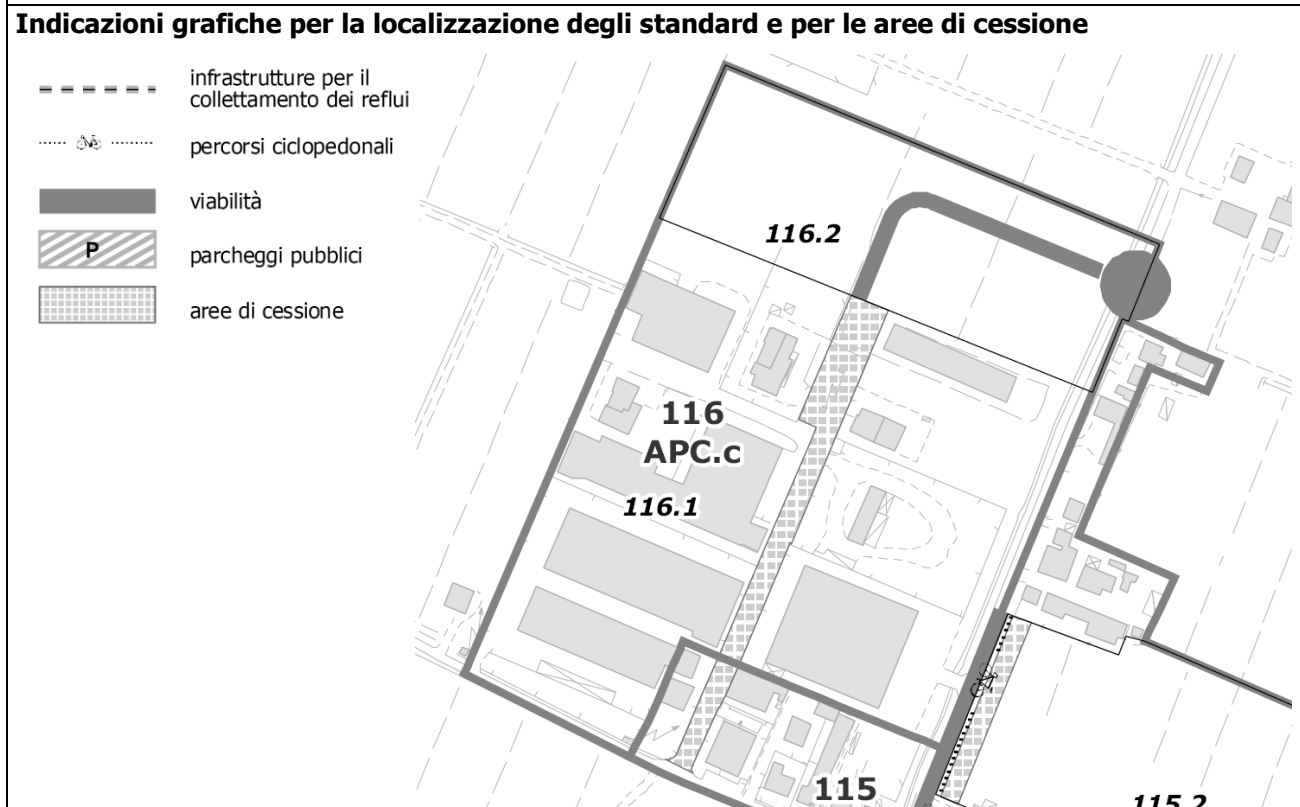 Indicazioni grafiche per la localizzazione degli standard e per le aree di cessione
infrastrutture per il
collettamento dei reflui
percorsi ciclopedonali
viabilità
P
parcheggi pubblici
aree di cessione
116.2
116
APC.c
116.1
115
115.2